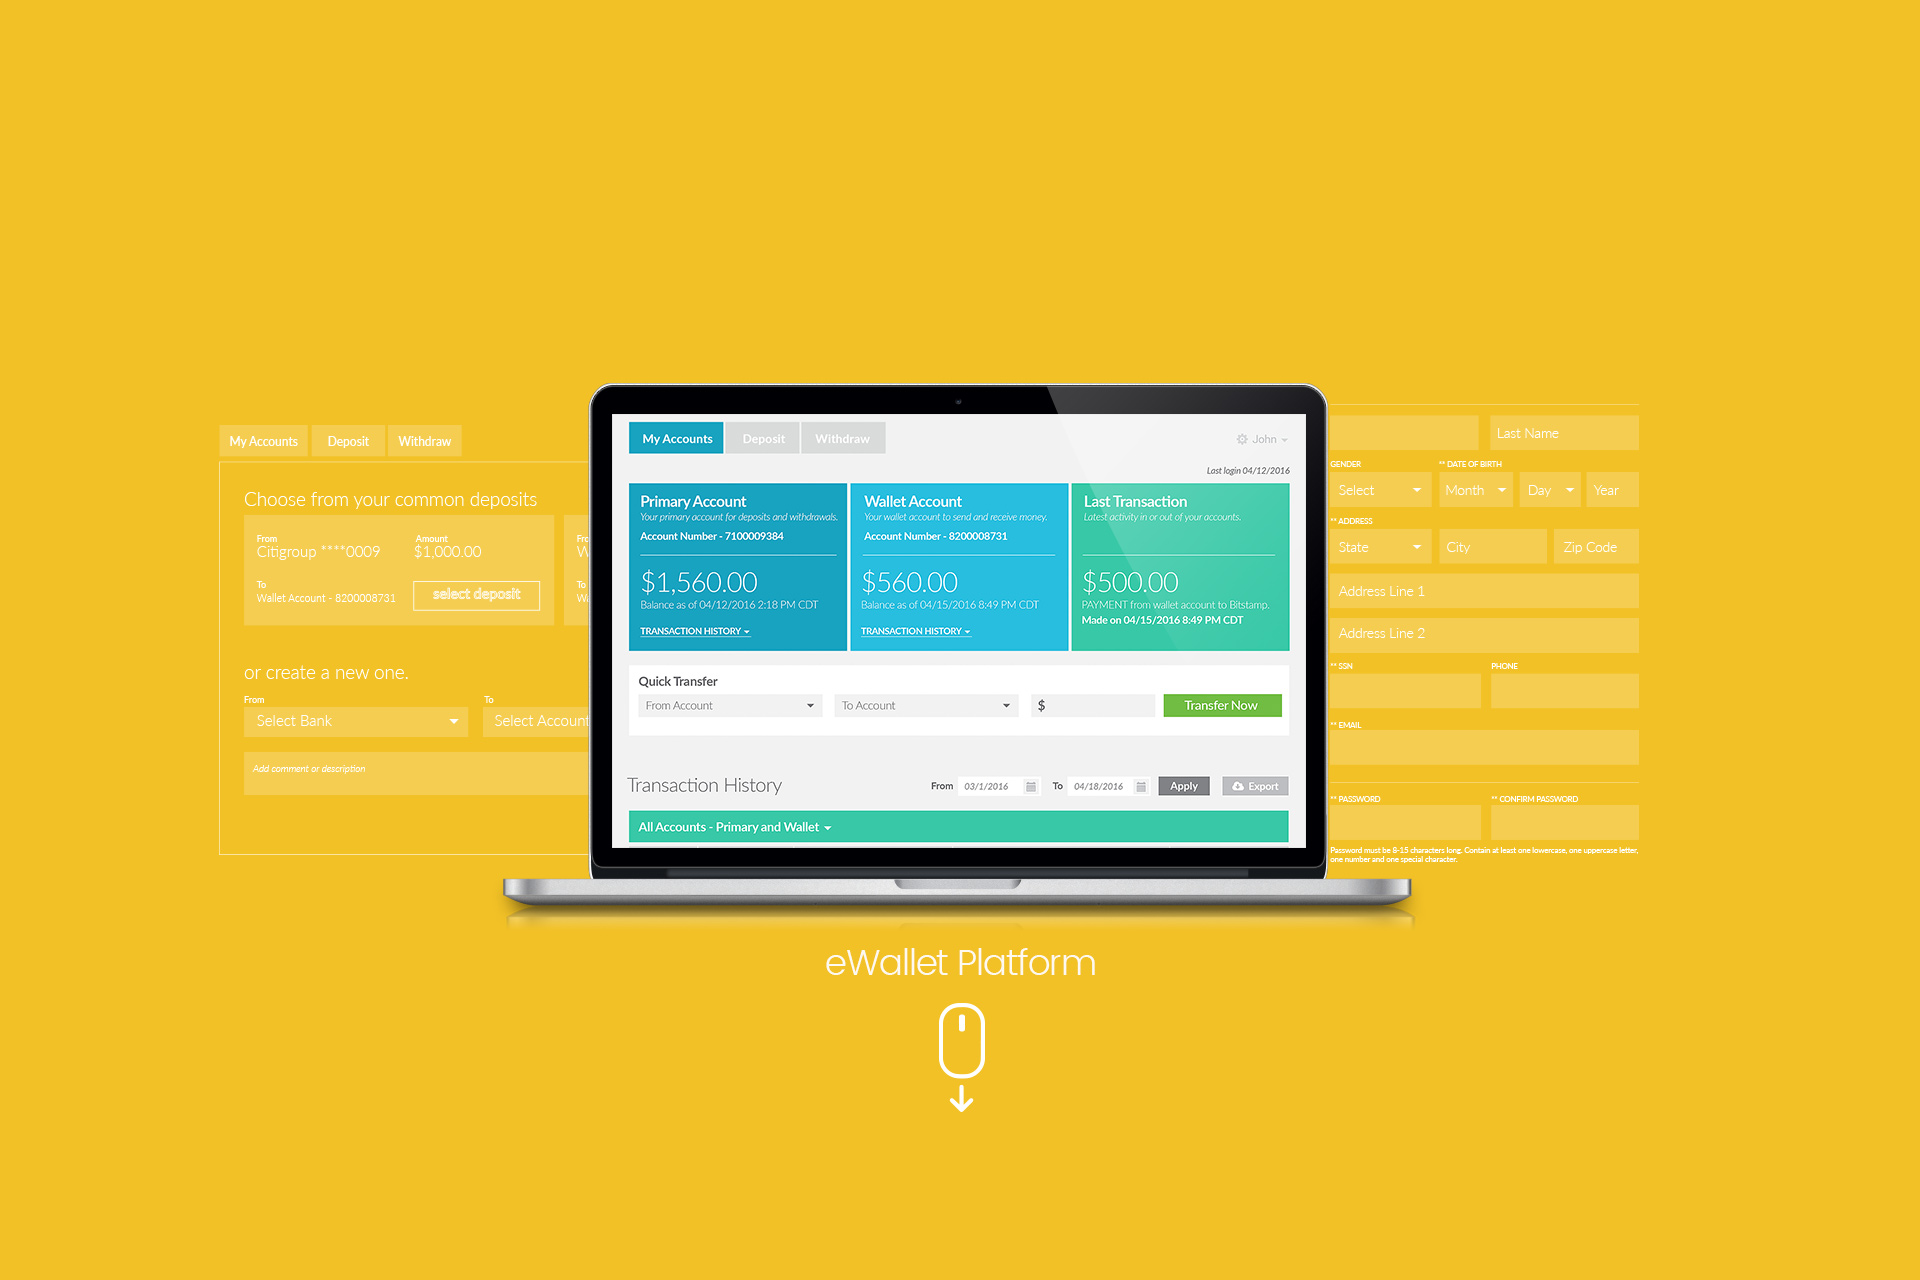 My Accounts Deposit Withdraw
Choose from your common deposits
From Amount
Citigroup ****0009 $1,000.00
To
Wallet Account - 8200008731 select deposit
To
or create a new one.
From To
Select Bank Select Account
Add comment or description
My Accounts Deposit Withdraw John
Last login 04/12/2016
Primary Account
Your primary account for deposits and withdrawals.
Account Number - 7100009384
$1,560.00
Balance as of 04/12/2016 2:18 PM CDT
TRANSACTION HISTORY
Wallet Account
Your wallet account to send and receive money.
Account Number - 8200008731
$560.00
Balance as of 04/15/2016 8:49 PM CDT
TRANSACTION HISTORY
Last Transaction
Latest activity in or out of your accounts.
$500.00
PAYMENT from wallet account to Bitstamp.
Made on 04/15/2016 8:49 PM CDT
Quick Transfer
From Account To Account $ Transfer Now
Transaction History From 03/1/2016 To 04/18/2016 Apply Export
All Accounts - Primary and Wallet
Last Name
GENDER ** DATE OF BIRTH
Select Month Day Year
** ADDRESS
State City Zip Code
Address Line 1
Address Line 2
** SSN PHONE
** EMAIL
** PASSWORD ** CONFIRM PASSWORD
Password must be 8-15 characters long. Contain at least one lowercase, one uppercase letter,
one number and one special character.
eWallet Platform